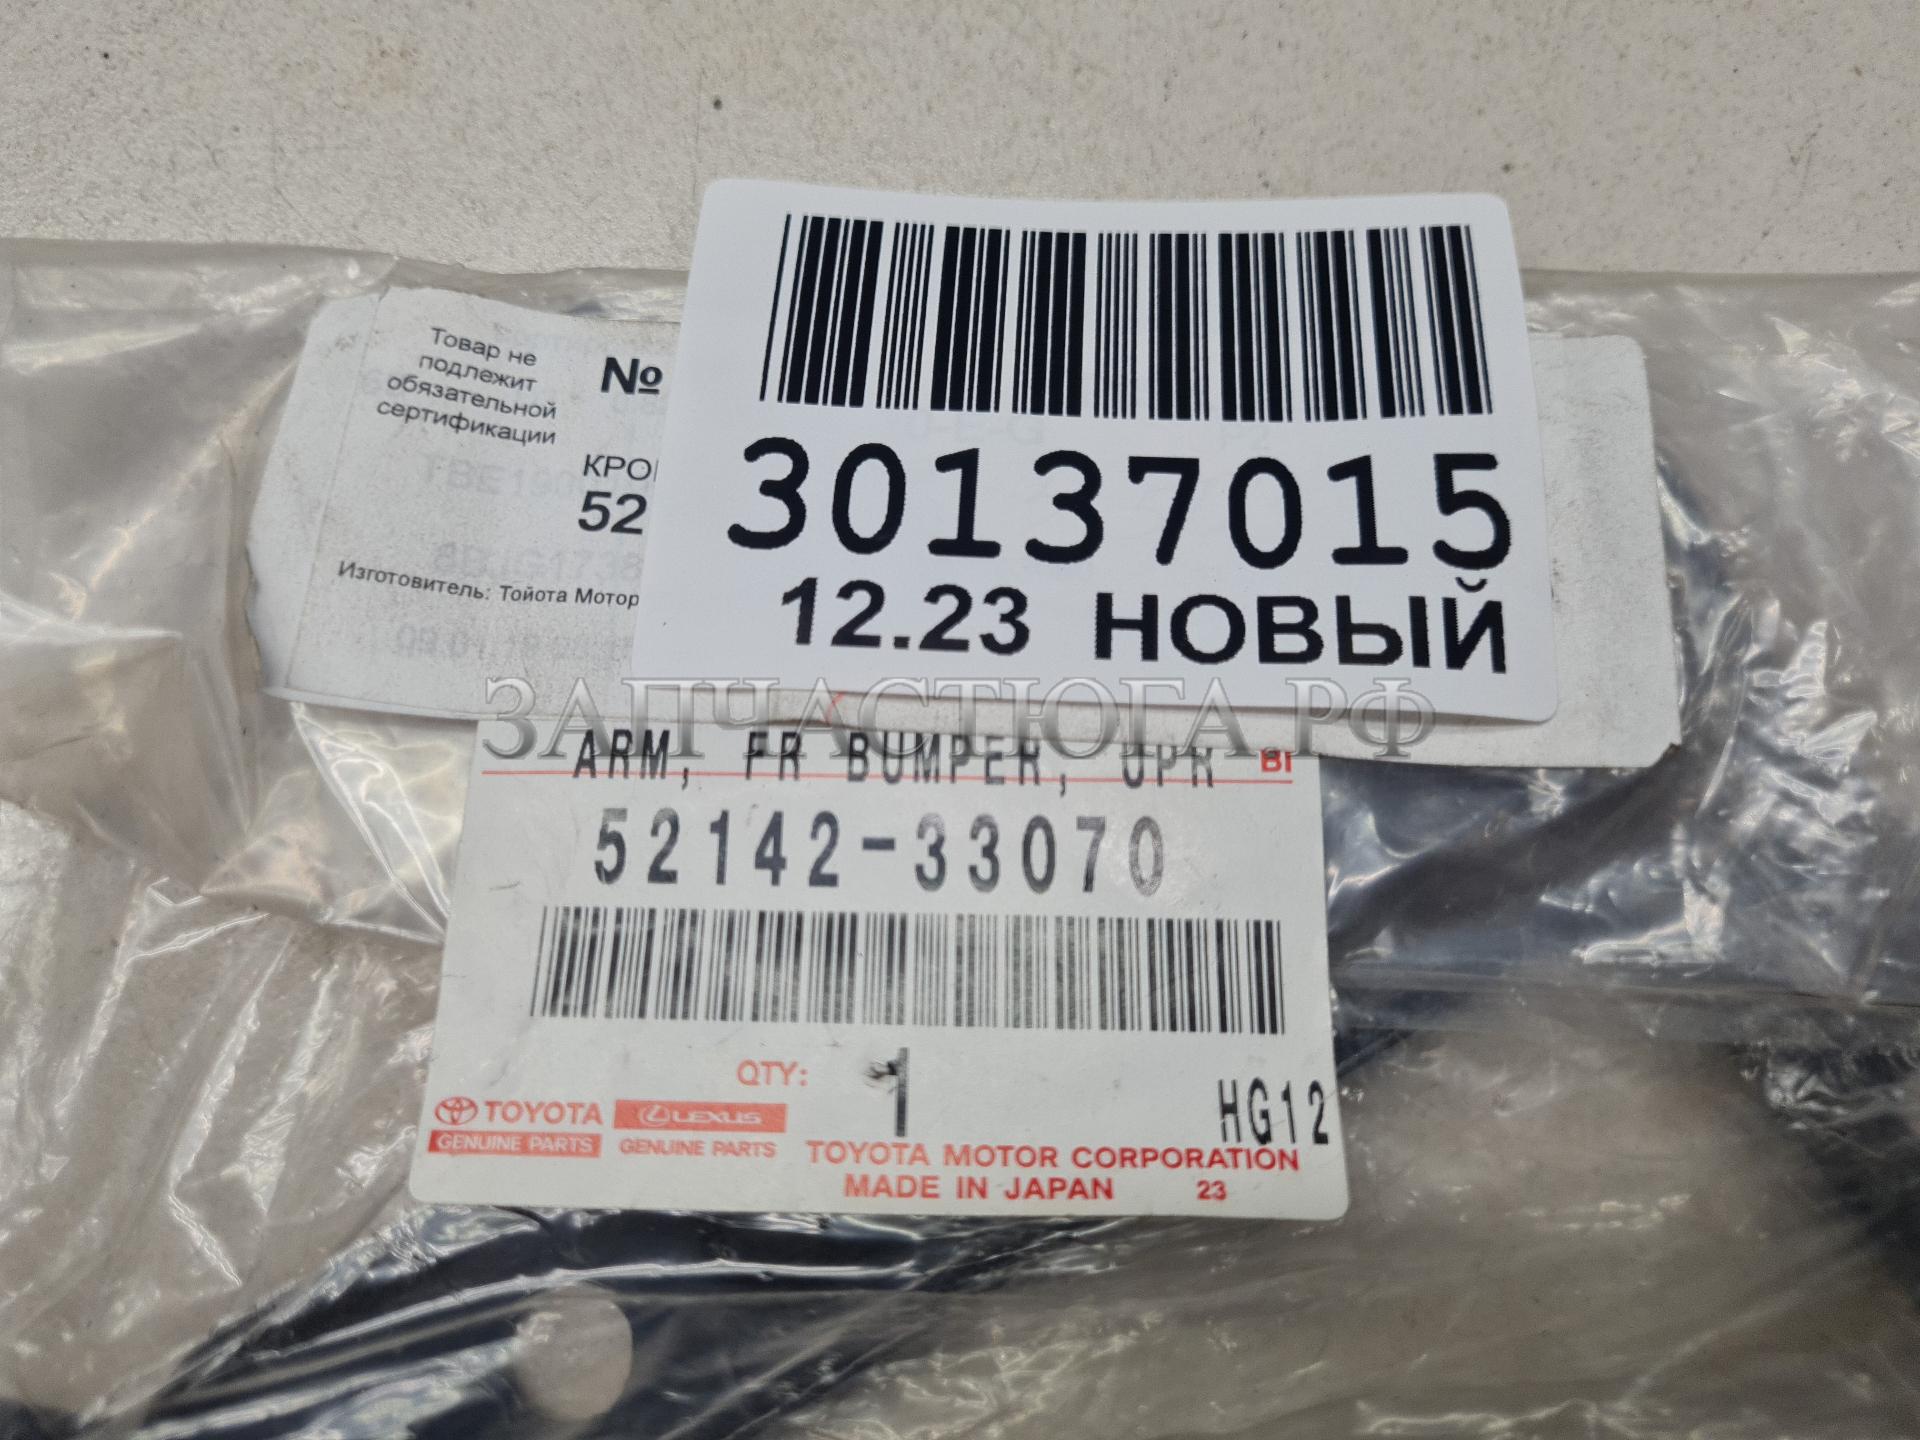 Товар не
подлежит
обязательной
сертификации
№
КРО
52
Изготовитель: Тойота Мотор
30137015
12.23 НОВЫЙ
ЗАПЧАСТЮГА.РФ
ARM, FR BUMPER, UPR BI
52142-33070
QTY: 1
HG12
TOYOTA
GENUINE PARTS
LEXUS
GENUINE PARTS
TOYOTA MOTOR CORPORATION
MADE IN JAPAN 23